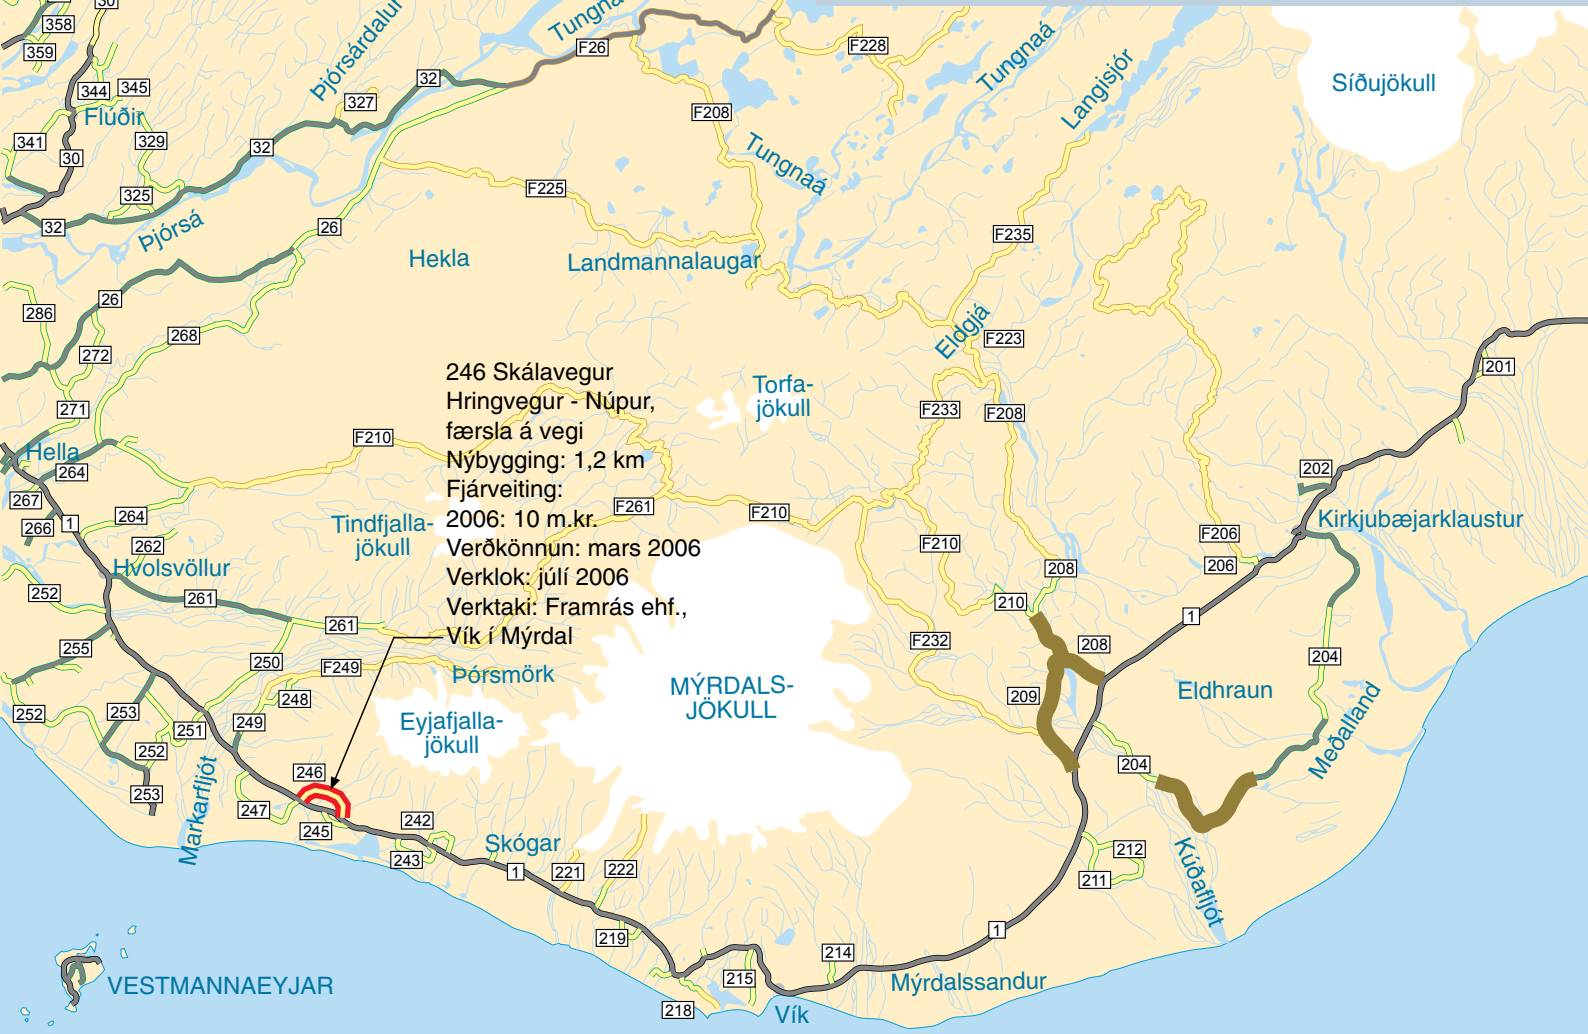 30
358
359
344
345
Flúðir
341
329
30
325
32
32
Þjórsá
Þjórsárdalur
327
32
F26
F228
Tungnaá
Langisjór
Síðujökull
F208
Tungnaá
F225
26
Hekla
Landmannalaugar
F235
26
286
268
272
Eldgjá
F223
271
246 Skálavegur
Hringvegur - Núpur,
færsla á vegi
Nýbygging: 1,2 km
Fjárveiting:
2006: 10 m.kr.
Verðkönnun: mars 2006
Verklok: júlí 2006
Verktaki: Framrás ehf.,
Vík í Mýrdal
Torfa-
jökull
F233
F208
201
F210
Hella
264
267
266
1
264
262
Hvolsvöllur
Tindfjalla-
jökull
F261
F210
202
Kirkjubæjarklaustur
F206
206
F210
208
210
252
261
261
1
255
250
F249
Þórsmörk
F232
208
204
252
253
248
249
251
252
253
Eyjafjalla-
jökull
MÝRDALS-
JÖKULL
209
Eldhraun
Meðalland
204
Markarfljót
246
247
245
242
243
Skógar
1
221
222
212
211
Kúðafljót
219
1
214
215
218
Vík
Mýrdalssandur
VESTMANNAEYJAR